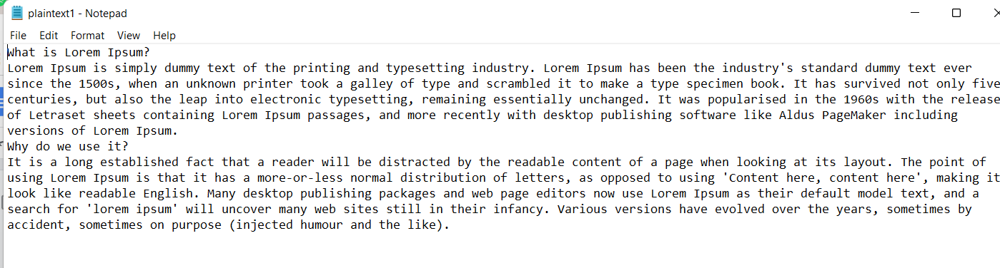 plaintext1 - Notepad
File Edit Format View Help
What is Lorem Ipsum?
Lorem Ipsum is simply dummy text of the printing and typesetting industry. Lorem Ipsum has been the industry's standard dummy text ever
since the 1500s, when an unknown printer took a galley of type and scrambled it to make a type specimen book. It has survived not only five
centuries, but also the leap into electronic typesetting, remaining essentially unchanged. It was popularised in the 1960s with the release
of Letraset sheets containing Lorem Ipsum passages, and more recently with desktop publishing software like Aldus PageMaker including
versions of Lorem Ipsum.
Why do we use it?
It is a long established fact that a reader will be distracted by the readable content of a page when looking at its layout. The point of
using Lorem Ipsum is that it has a more-or-less normal distribution of letters, as opposed to using 'Content here, content here', making it
look like readable English. Many desktop publishing packages and web page editors now use Lorem Ipsum as their default model text, and a
search for 'lorem ipsum' will uncover many web sites still in their infancy. Various versions have evolved over the years, sometimes by
accident, sometimes on purpose (injected humour and the like).